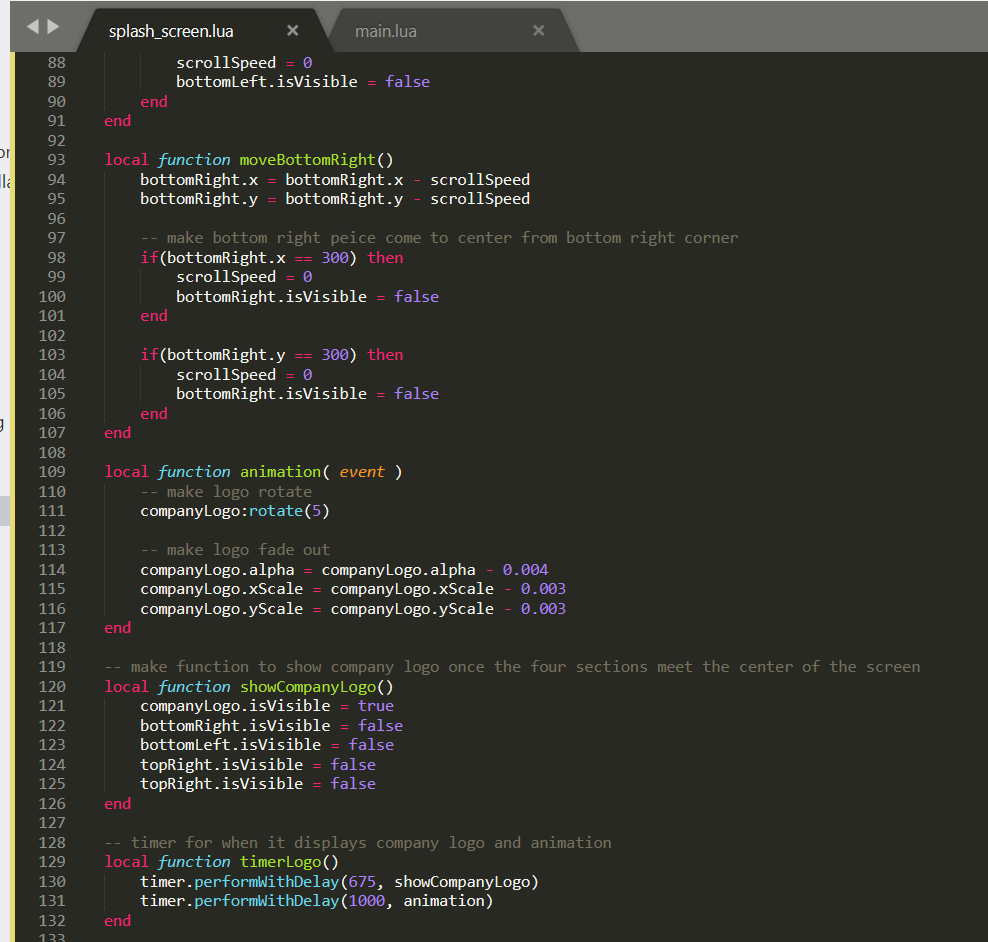 splash_screen.lua × main.lua ×
or
88 scrollSpeed = 0
89 bottomLeft.isVisible = false
90 end
91 end
92
93 local function moveBottomRight()
94 bottomRight.x = bottomRight.x - scrollSpeed
95 bottomRight.y = bottomRight.y - scrollSpeed
96
97 -- make bottom right peice come to center from bottom right corner
98 if(bottomRight.x == 300) then
99 scrollSpeed = 0
100 bottomRight.isVisible = false
101 end
102
103 if(bottomRight.y == 300) then
104 scrollSpeed = 0
105 bottomRight.isVisible = false
106 end
107 end
108
109 local function animation( event )
110 -- make logo rotate
111 companyLogo:rotate(5)
112
113 -- make logo fade out
114 companyLogo.alpha = companyLogo.alpha - 0.004
115 companyLogo.xScale = companyLogo.xScale - 0.003
116 companyLogo.yScale = companyLogo.yScale - 0.003
117 end
118
119 -- make function to show company logo once the four sections meet the center of the screen
120 local function showCompanyLogo()
121 companyLogo.isVisible = true
122 bottomRight.isVisible = false
123 bottomLeft.isVisible = false
124 topRight.isVisible = false
125 topRight.isVisible = false
126 end
127
128 -- timer for when it displays company logo and animation
129 local function timerLogo()
130 timer.performWithDelay(675, showCompanyLogo)
131 timer.performWithDelay(1000, animation)
132 end
133